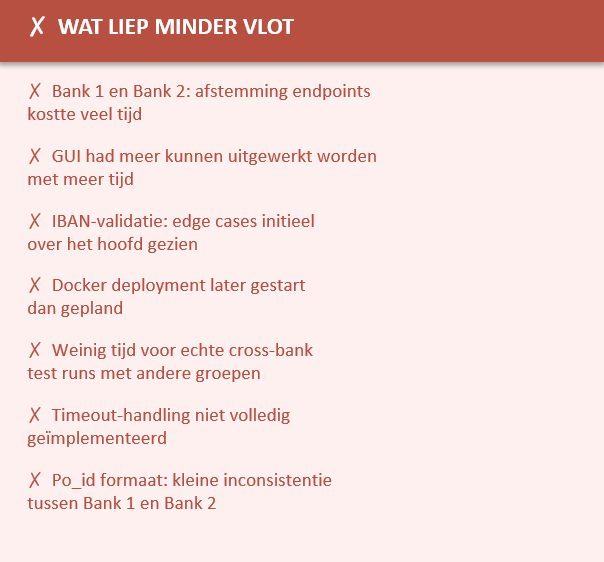 ✗ WAT LIEP MINDER VLOT
✗ Bank 1 en Bank 2: afstemming endpoints
kostte veel tijd
✗ GUI had meer kunnen uitgewerkt worden
met meer tijd
✗ IBAN-validatie: edge cases initieel
over het hoofd gezien
✗ Docker deployment later gestart
dan gepland
✗ Weinig tijd voor echte cross-bank
test runs met andere groepen
✗ Timeout-handling niet volledig
geïmplementeerd
✗ Po_id formaat: kleine inconsistentie
tussen Bank 1 en Bank 2